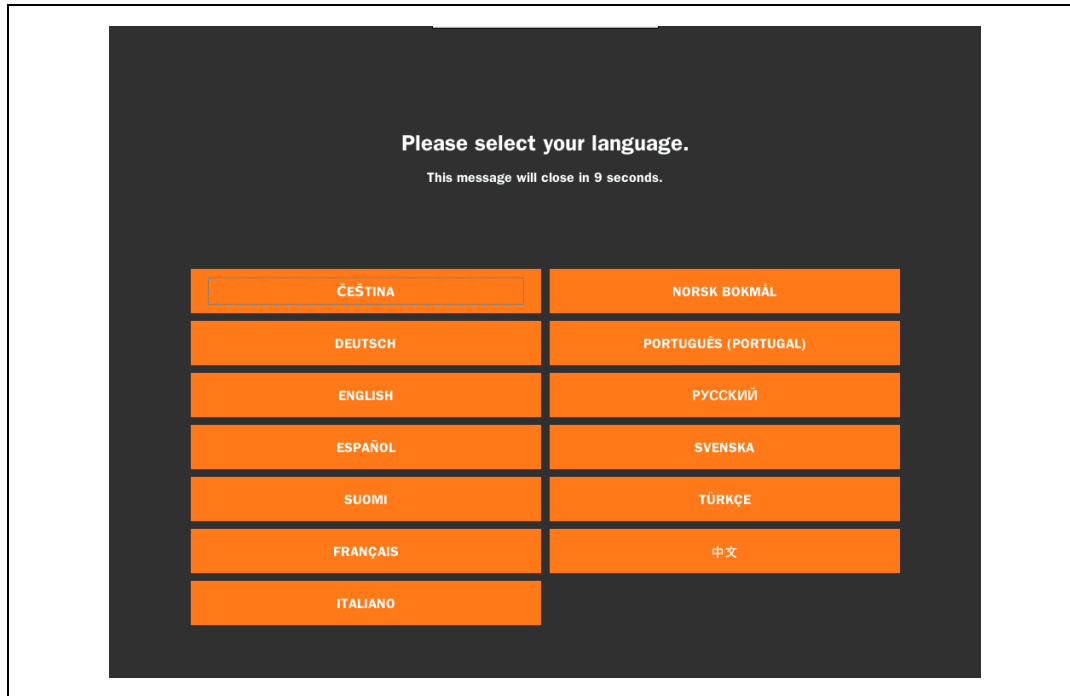 Please select your language.
This message will close in 9 seconds.
ČEŠTINA
DEUTSCH
ENGLISH
ESPAÑOL
SUOMI
FRANÇAIS
ITALIANO
NORSK BOKMÅL
PORTUGUÊS (PORTUGAL)
РУССКИЙ
SVENSKA
TÜRKÇE
中文